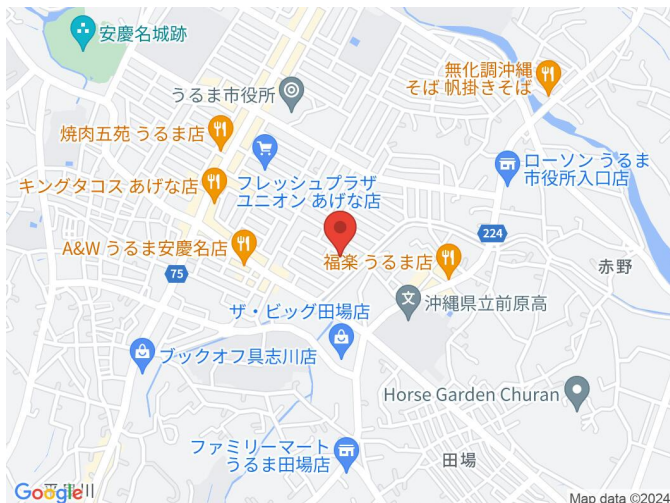 安慶名城跡
無化調沖縄
そば 帆掛きそば
うるま市役所
焼肉五苑 うるま店
ローソン うるま
市役所入口店
キングタコス あげな店
フレッシュプラザ
ユニオン あげな店
224
A&W うるま安慶名店
福楽 うるま店
赤野
75
沖縄県立前原高
ザ・ビッグ田場店
ブックオフ具志川店
Horse Garden Churan
ファミリーマート
うるま田場店
田場
Google
Map data ©2024